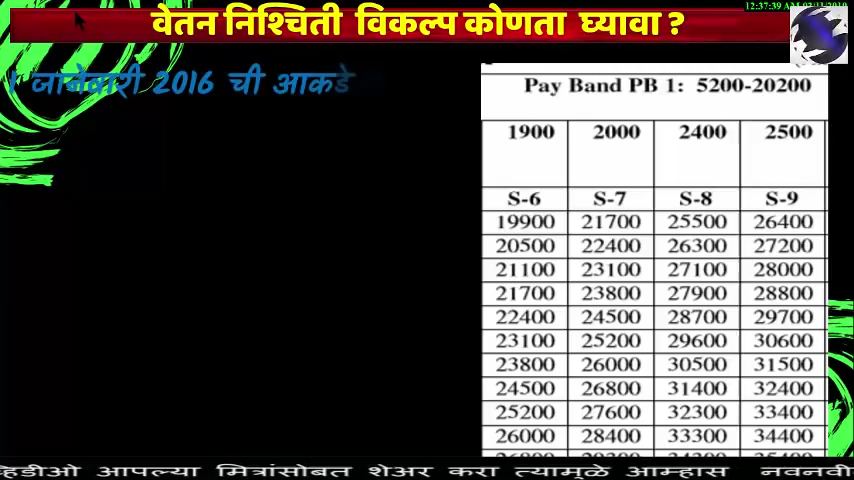 वेतन निश्चिती विकल्प कोणता घ्यावा ?
1 जानेवारी 2016 ची आकडे
Pay Band PB 1: 5200-20200
1900 2000 2400 2500
S-6 S-7 S-8 S-9
19900 21700 25500 26400
20500 22400 26300 27200
21100 23100 27100 28000
21700 23800 27900 28800
22400 24500 28700 29700
23100 25200 29600 30600
23800 26000 30500 31500
24500 26800 31400 32400
25200 27600 32300 33400
26000 28400 33300 34400
आपल्या मित्रांसोबत शेअर करा त्यामुळे आम्हास